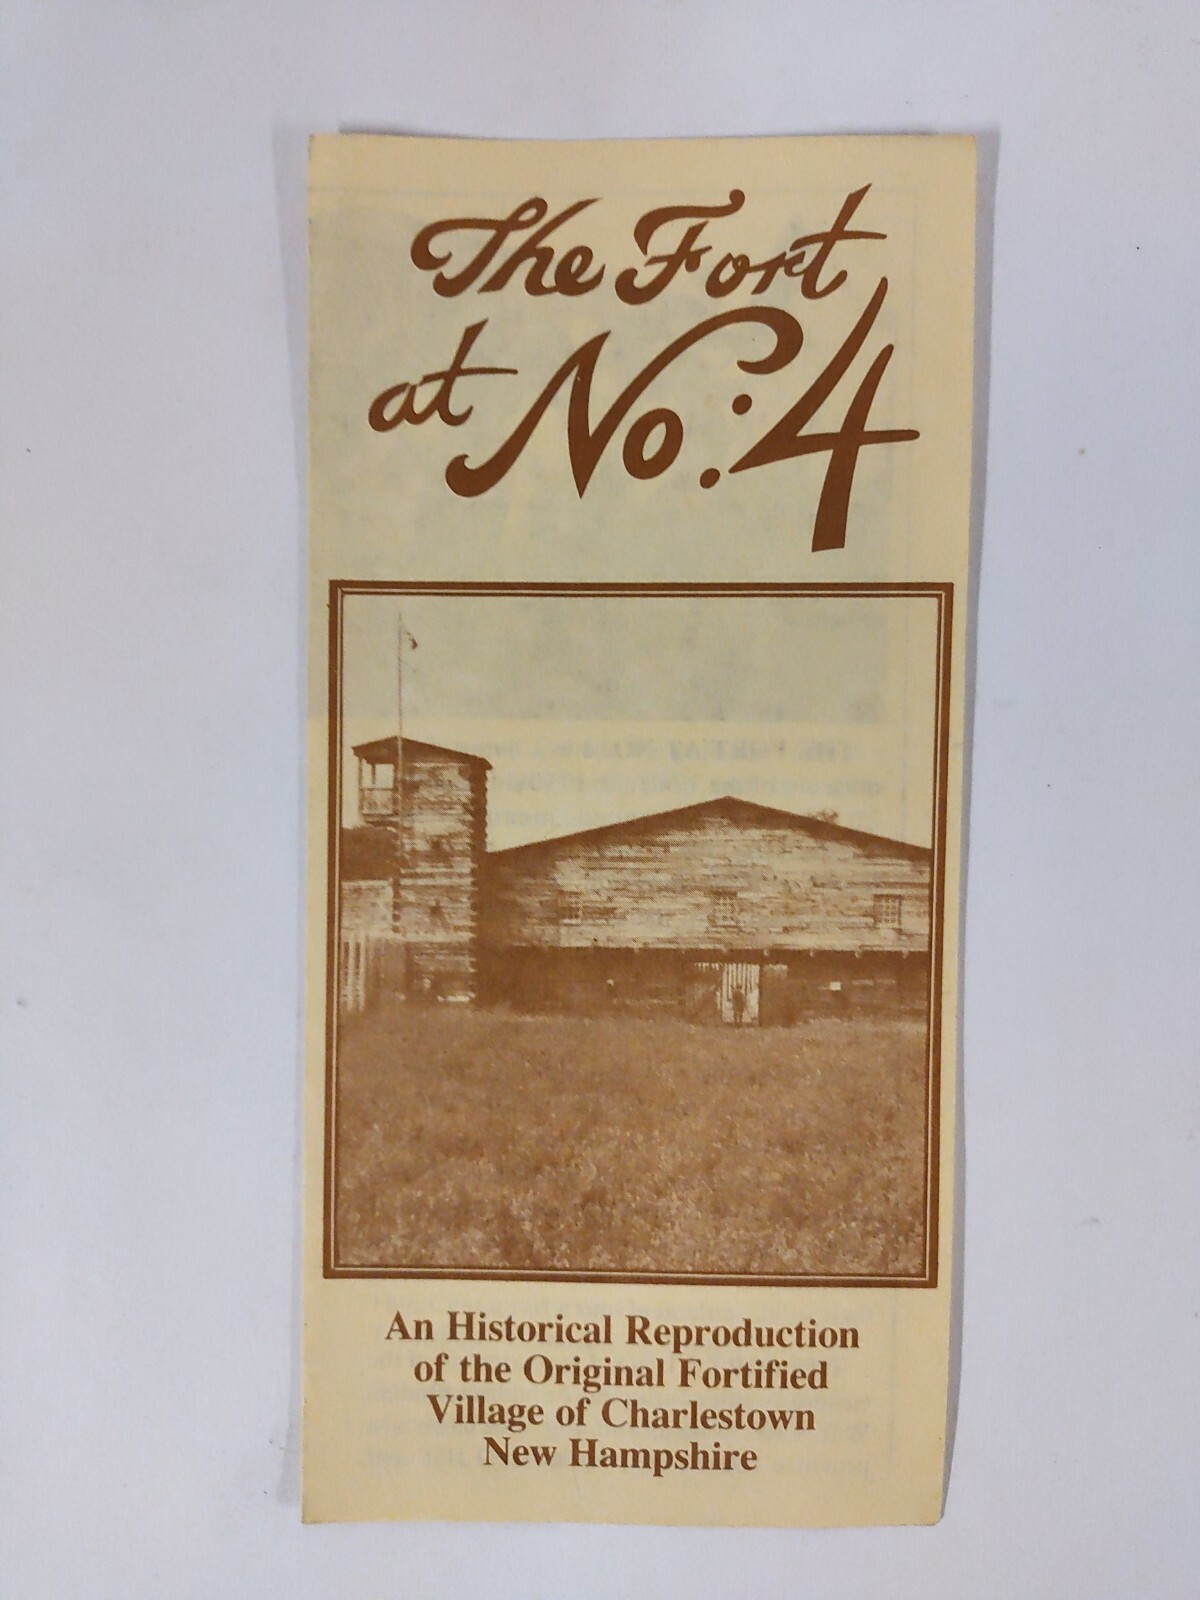 The Fort
at No: 4
An Historical Reproduction
of the Original Fortified
Village of Charlestown
New Hampshire